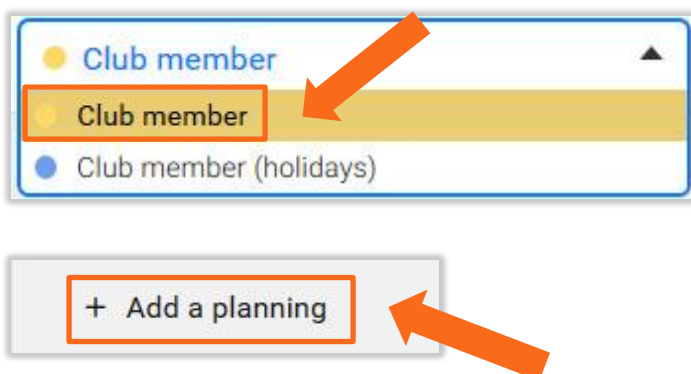 Club member
Club member
Club member (holidays)
+ Add a planning